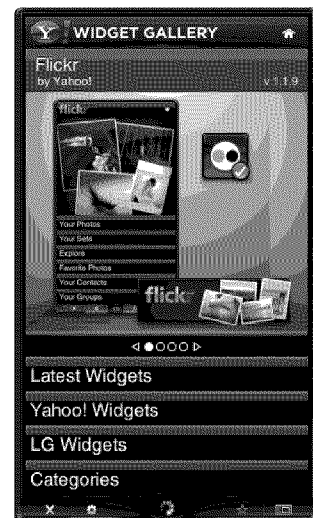 Y! WIDGET GALLERY
Flickr
by Yahoo!
v 1.1.9
flickr
Your Photos
Your Sets
Explore
Favorite Photos
Your Contacts
Your Groups
flickr
Latest Widgets
Yahoo! Widgets
LG Widgets
Categories